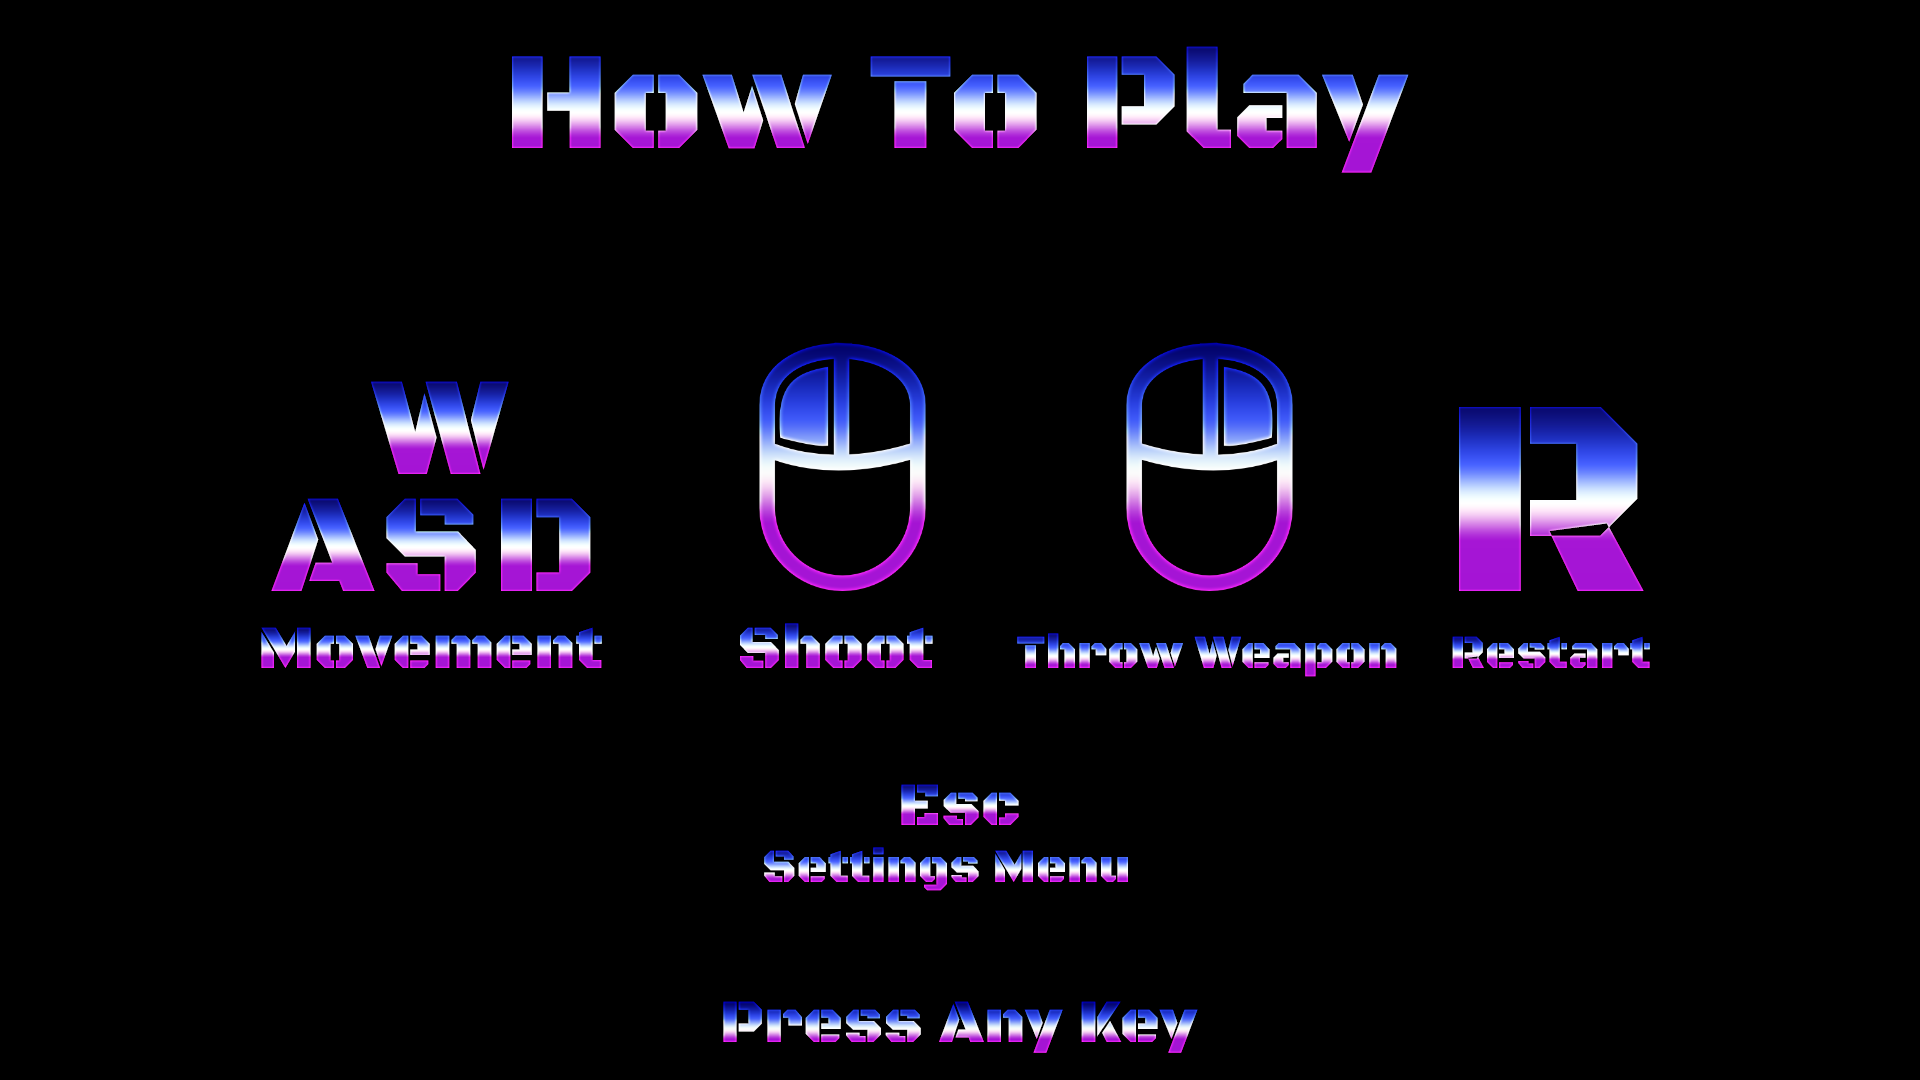 How To Play
W
ASD
R
Movement
Shoot
Throw Weapon
Restart
Esc
Settings Menu
Press Any Key